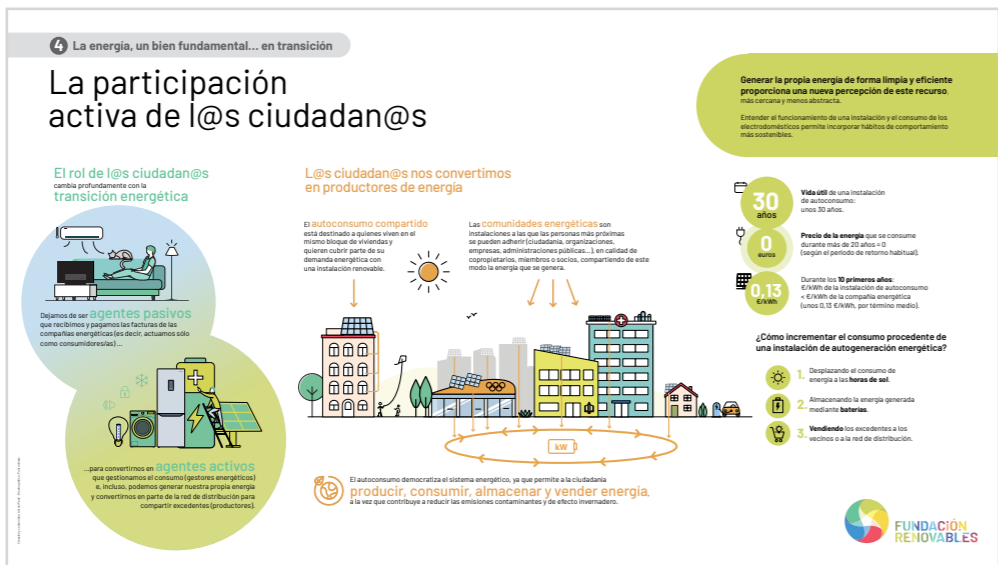 4 La energía, un bien fundamental... en transición
La participación
activa de l@s ciudadan@s
El rol de l@s ciudadan@s
cambia profundamente con la
transición energética
Dejamos de ser agentes pasivos
que recibimos y pagamos las facturas de las
compañías energéticas (es decir, actuamos sólo
como consumidores/as) ...
...para convertirnos en agentes activos
que gestionamos el consumo (gestores energéticos)
e, incluso, podemos generar nuestra propia energía
y convertirnos en parte de la red de distribución para
compartir excedentes (productores).
L@s ciudadan@s nos convertimos
en productores de energía
El autoconsumo compartido
está destinado a quienes viven en el
mismo bloque de viviendas y
quieren cubrir parte de su
demanda energética con
una instalación renovable.
Las comunidades energéticas son
instalaciones a las que las personas más próximas
se pueden adherir (ciudadanía, organizaciones,
empresas, administraciones públicas...), en calidad de
copropietarios, miembros o socios, compartiendo de este
modo la energía que se genera.
kW
El autoconsumo democratiza el sistema energético, ya que permite a la ciudadanía
producir, consumir, almacenar y vender energía,
a la vez que contribuye a reducir las emisiones contaminantes y de efecto invernadero.
Generar la propia energía de forma limpia y eficiente
proporciona una nueva percepción de este recurso,
más cercana y menos abstracta.
Entender el funcionamiento de una instalación y el consumo de los
electrodomésticos permite incorporar hábitos de comportamiento
más sostenibles.
30
años
Vida útil de una instalación
de autoconsumo:
unos 30 años.
0
euros
Precio de la energía que se consume
durante más de 20 años = 0
(según el periodo de retorno habitual).
0,13
€/kWh
Durante los 10 primeros años:
€/kWh de la instalación de autoconsumo
< €/kWh de la compañía energética
(unos 0,13 €/kWh, por término medio).
¿Cómo incrementar el consumo procedente de
una instalación de autogeneración energética?
1. Desplazando el consumo de
energía a las horas de sol.
2. Almacenando la energía generada
mediante baterías.
3. Vendiendo los excedentes a los
vecinos o a la red de distribución.
FUNDACIÓN
RENOVABLES